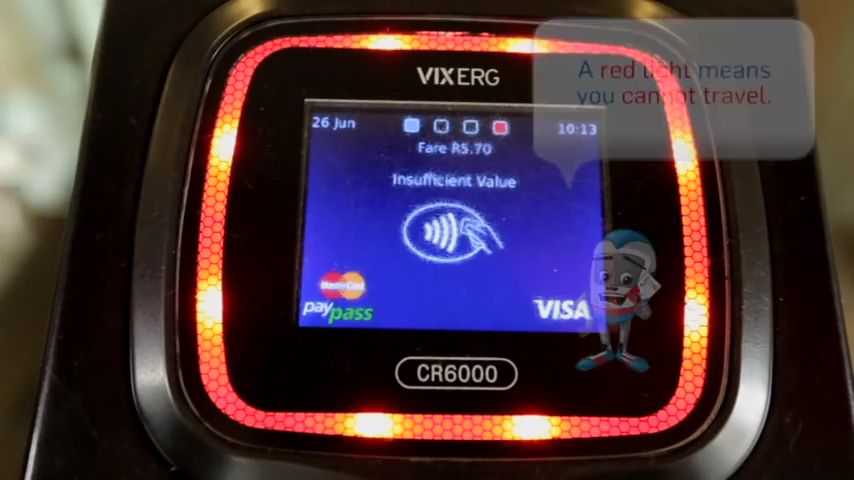 VIXERG
A red light means
you cannot travel.
26 Jun
10:13
Fare R5.70
Insufficient Value
MasterCard
paypass
VISA
CR6000